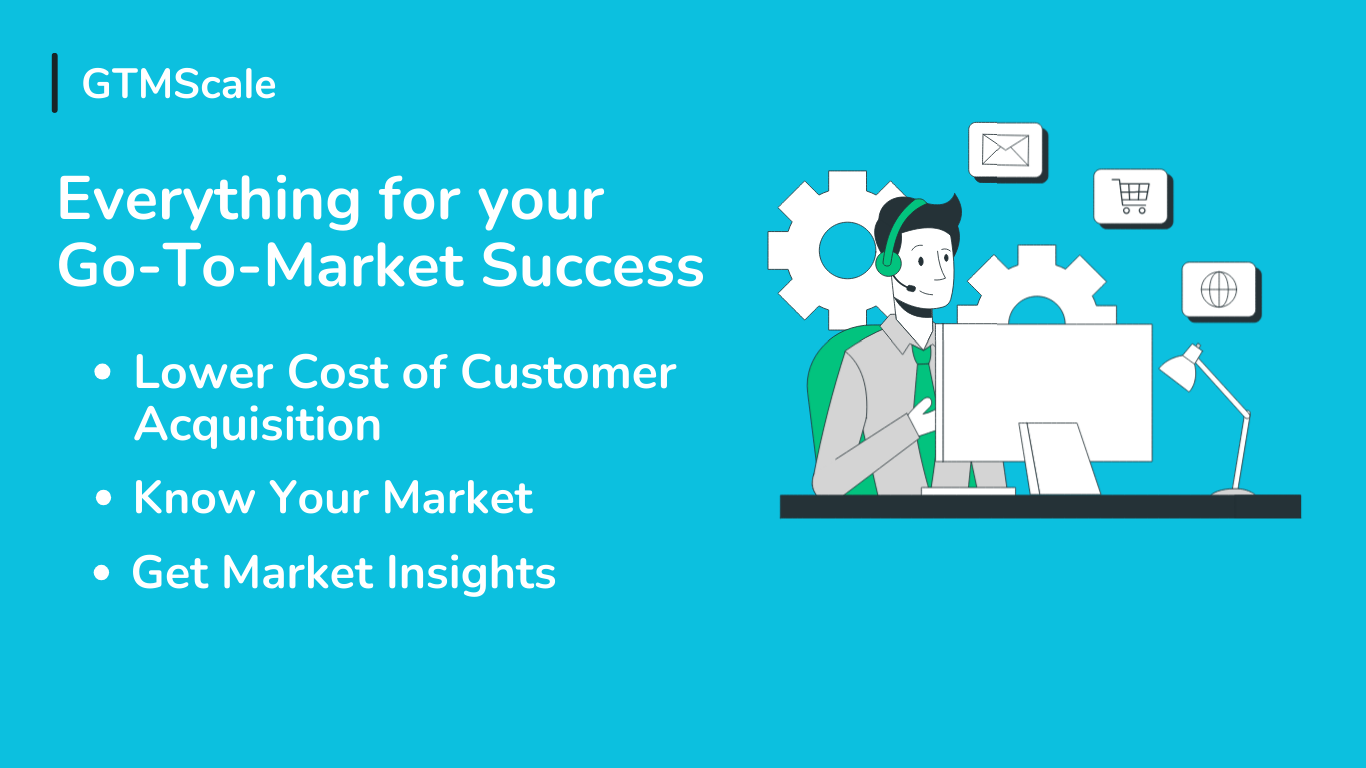 GTMScale
Everything for your
Go-To-Market Success
• Lower Cost of Customer
Acquisition
• Know Your Market
• Get Market Insights